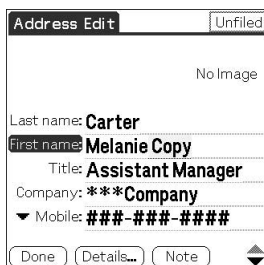 Address Edit Unfiled
No Image
Last name: Carter
First name: Melanie Copy
Title: Assistant Manager
Company: ***Company
Mobile: ###-###-####
Done Details... Note